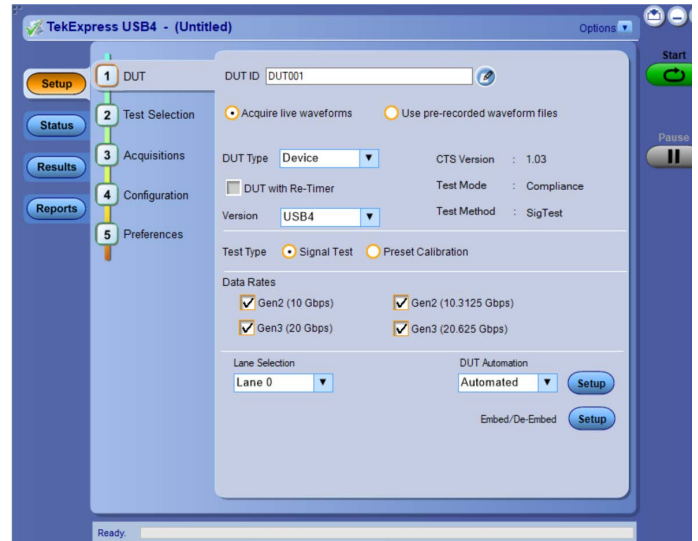 TekExpress USB4 - (Untitled)
Options
Start
Pause
Setup
Status
Results
Reports
1 DUT
2 Test Selection
3 Acquisitions
4 Configuration
5 Preferences
DUT ID DUT001
Acquire live waveforms Use pre-recorded waveform files
DUT Type Device CTS Version : 1.03
DUT with Re-Timer Test Mode : Compliance
Version USB4 Test Method : SigTest
Test Type Signal Test Preset Calibration
Data Rates
Gen2 (10 Gbps) Gen2 (10.3125 Gbps)
Gen3 (20 Gbps) Gen3 (20.625 Gbps)
Lane Selection DUT Automation
Lane 0 Automated Setup
Embed/De-Embed Setup
Ready.